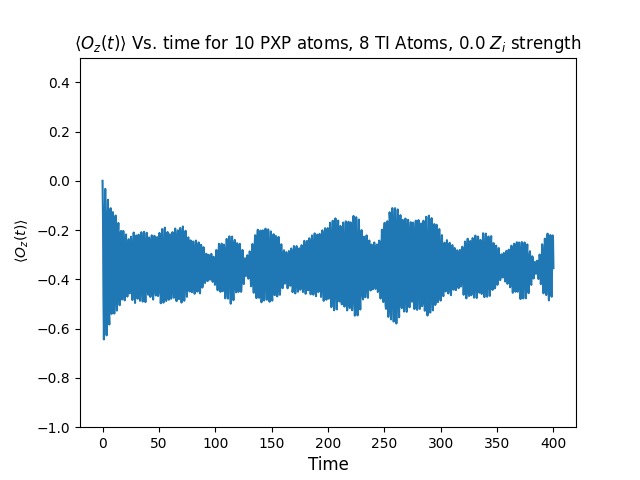 ⟨O_z(t)⟩ Vs. time for 10 PXP atoms, 8 TI Atoms, 0.0 Z_i strength
0.4
0.2
0.0
−0.2
−0.4
−0.6
−0.8
−1.0
⟨O_z(t)⟩
0 50 100 150 200 250 300 350 400
Time